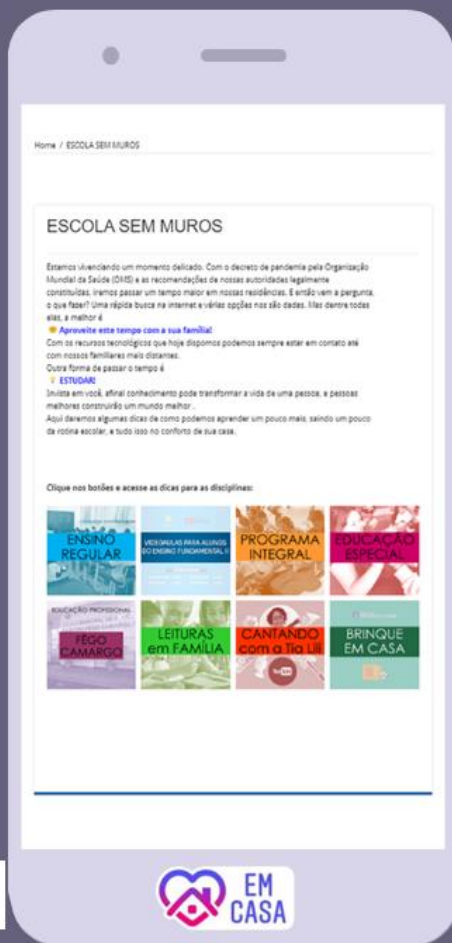 Home / ESCOLA SEM MUROS
ESCOLA SEM MUROS
Estamos vivenciando um momento delicado. Com o decreto de pandemia pela Organização
Mundial da Saúde (OMS) e as recomendações de nossas autoridades legalmente
constituídas, iremos passar um tempo maior em nossas residências. E então vem a pergunta,
o que fazer? Uma rápida busca na internet e várias opções nos são dadas. Mas dentre todas
elas, a melhor é
Aproveite este tempo com a sua família!
Com os recursos tecnológicos que hoje dispomos podemos sempre estar em contato até
com nossos familiares mais distantes.
Outra forma de passar o tempo é
ESTUDAR!
Invista em você, afinal conhecimento pode transformar a vida de uma pessoa, e pessoas
melhores construirão um mundo melhor .
Aqui daremos algumas dicas de como podemos aprender um pouco mais, saindo um pouco
da rotina escolar, e tudo isso no conforto de sua casa.
Clique nos botões e acesse as dicas para as disciplinas:
ENSINO
REGULAR
VIDEOAULAS PARA ALUNOS
DO ENSINO FUNDAMENTAL II
PROGRAMA
INTEGRAL
EDUCAÇÃO
ESPECIAL
EDUCAÇÃO PROFISSIONAL
FÊGO
CAMARGO
LEITURAS
em FAMÍLIA
CANTANDO
com a Tia Lili
BRINQUE
EM CASA
EM
CASA